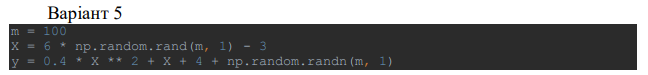 Варіант 5
m = 100
X = 6 * np.random.rand(m, 1) - 3
y = 0.4 * X ** 2 + X + 4 + np.random.randn(m, 1)